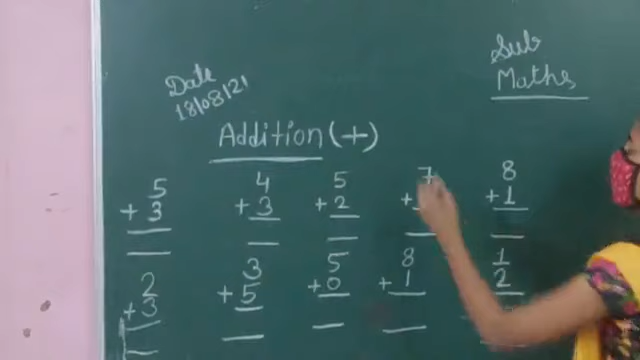 Sub
Maths
Date
18/08/21
Addition (+)
5 4 5 7 8
+3 +3 +2 + +1
2 3 5 8 1
+3 +5 +0 +1 2